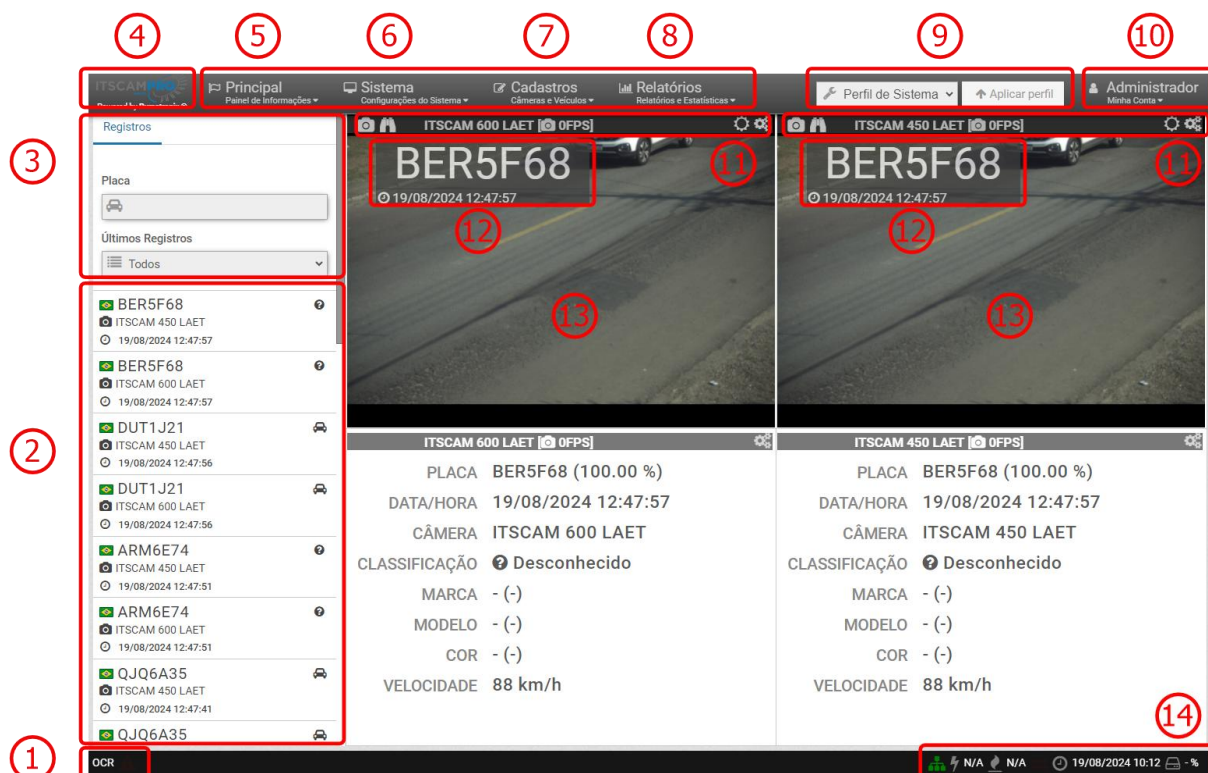 4 5 6 7 8 9 10
ITSCAMPRO
Principal
Painel de Informações
Sistema
Configurações do Sistema
Cadastros
Câmeras e Veículos
Relatórios
Relatórios e Estatísticas
Perfil de Sistema
Aplicar perfil
Administrador
Minha Conta
3
Registros
Placa
Últimos Registros
Todos
ITSCAM 600 LAET [0FPS]
11
BER5F68
19/08/2024 12:47:57
12
13
ITSCAM 450 LAET [0FPS]
11
BER5F68
19/08/2024 12:47:57
12
13
2
BER5F68
ITSCAM 450 LAET
19/08/2024 12:47:57
BER5F68
ITSCAM 600 LAET
19/08/2024 12:47:57
DUT1J21
ITSCAM 450 LAET
19/08/2024 12:47:56
DUT1J21
ITSCAM 600 LAET
19/08/2024 12:47:56
ARM6E74
ITSCAM 450 LAET
19/08/2024 12:47:51
ARM6E74
ITSCAM 600 LAET
19/08/2024 12:47:51
QJQ6A35
ITSCAM 450 LAET
19/08/2024 12:47:41
QJQ6A35
ITSCAM 600 LAET [0FPS]
PLACA BER5F68 (100.00 %)
DATA/HORA 19/08/2024 12:47:57
CÂMERA ITSCAM 600 LAET
CLASSIFICAÇÃO Desconhecido
MARCA - (-)
MODELO - (-)
COR - (-)
VELOCIDADE 88 km/h
ITSCAM 450 LAET [0FPS]
PLACA BER5F68 (100.00 %)
DATA/HORA 19/08/2024 12:47:57
CÂMERA ITSCAM 450 LAET
CLASSIFICAÇÃO Desconhecido
MARCA - (-)
MODELO - (-)
COR - (-)
VELOCIDADE 88 km/h
14
1
OCR
N/A N/A 19/08/2024 10:12 - %